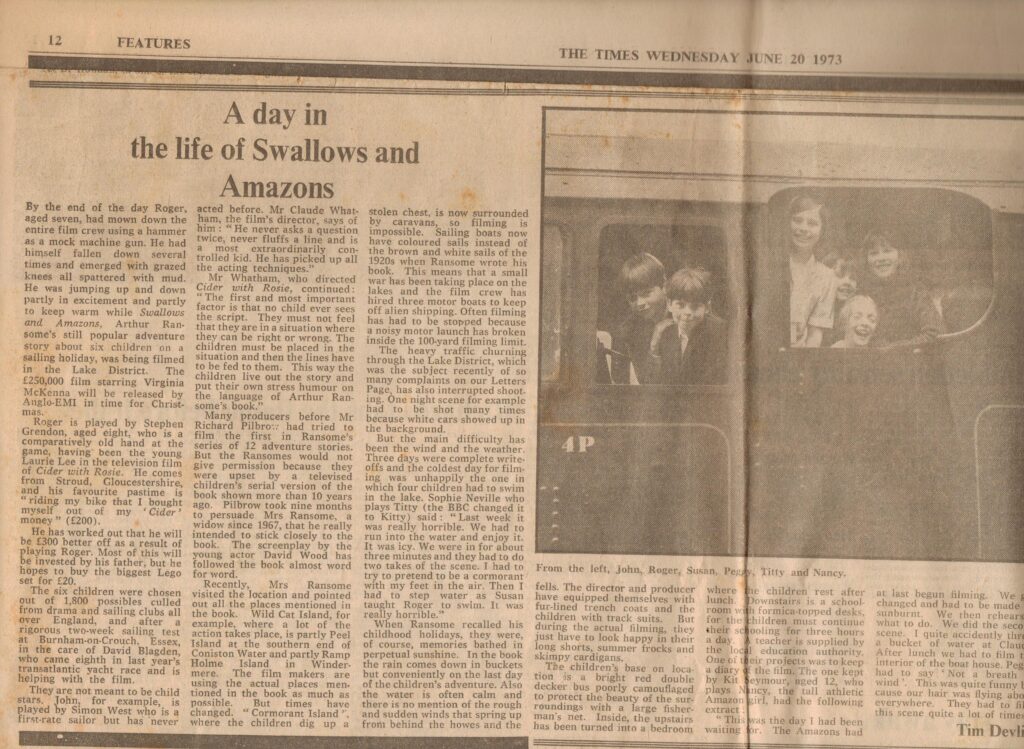 12 FEATURES
THE TIMES WEDNESDAY JUNE 20 1973
A day in
the life of Swallows and
Amazons
By the end of the day Roger,
aged seven, had mown down the
entire film crew using a hammer
as a mock machine gun. He had
himself fallen down several
times and emerged with grazed
knees all spattered with mud.
He was jumping up and down
partly in excitement and partly
to keep warm while Swallows
and Amazons, Arthur Ran-
some's still popular adventure
story about six children on a
sailing holiday, was being filmed
in the Lake District. The
£250,000 film starring Virginia
McKenna will be released by
Anglo-EMI in time for Christ-
mas.
Roger is played by Stephen
Grendon, aged eight, who is a
comparatively old hand at the
game, having been the young
Laurie Lee in the television film
of Cider with Rosie. He comes
from Stroud, Gloucestershire,
and his favourite pastime is
"riding my bike that I bought
myself out of my 'Cider'
money" (£200).
He has worked out that he will
be £300 better off as a result of
playing Roger. Most of this will
be invested by his father, but he
hopes to buy the biggest Lego
set for £20.
The six children were chosen
out of 1,800 possibles culled
from drama and sailing clubs all
over England, and after a
rigorous two-week sailing test
at Burnham-on-Crouch, Essex,
in the care of David Blagden,
who came eighth in last year's
transatlantic yacht race and is
helping with the film.
They are not meant to be child
stars, John, for example, is
played by Simon West who is a
first-rate sailor but has never
acted before. Mr Claude What-
ham, the film's director, says of
him: "He never asks a question
twice, never fluffs a line and is
a most extraordinarily con-
trolled kid. He has picked up all
the acting techniques."
Mr Whatham, who directed
Cider with Rosie, continued:
"The first and most important
factor is that no child ever sees
the script. They must not feel
that they are in a situation where
they can be right or wrong. The
children must be placed in the
situation and then the lines have
to be fed to them. This way the
children live out the story and
put their own stress humour on
the language of Arthur Ran-
some's book."
Many producers before Mr
Richard Pilbrow had tried to
film the first in Ransome's
series of 12 adventure stories.
But the Ransomes would not
give permission because they
were upset by a televised
children's serial version of the
book shown more than 10 years
ago. Pilbrow took nine months
to persuade Mrs Ransome, a
widow since 1967, that he really
intended to stick closely to the
book. The screenplay by the
young actor David Wood has
followed the book almost word
for word.
Recently, Mrs Ransome
visited the location and pointed
out all the places mentioned in
the book. Wild Cat Island, for
example, where a lot of the
action takes place, is partly Peel
Island at the southern end of
Coniston Water and partly Ramp
Holme Island in Winder-
mere. The film makers are
using the actual places men-
tioned in the book as much as
possible. But times have
changed. "Cormorant Island",
where the children dig up a
stolen chest, is now surrounded
by caravans, so filming is
impossible. Sailing boats now
have coloured sails instead of
the brown and white sails of the
1920s when Ransome wrote his
book. This means that a small
war has been taking place on the
lakes and the film crew has
hired three motor boats to keep
off alien shipping. Often filming
has had to be stopped because
a noisy motor launch has broken
inside the 100-yard filming limit.
The heavy traffic churning
through the Lake District, which
was the subject recently of so
many complaints on our Letters
Page, has also interrupted shoot-
ing. One night scene for example
had to be shot many times
because white cars showed up in
the background.
But the main difficulty has
been the wind and the weather.
Three days were complete write-
offs and the coldest day for film-
ing was unhappily the one in
which four children had to swim
in the lake. Sophie Neville who
plays Titty (the BBC changed it
to Kitty) said: "Last week it
was really horrible. We had to
run into the water and enjoy it.
It was icy. We were in for about
three minutes and they had to do
two takes of the scene. I had to
try to pretend to be a cormorant
with my feet in the air. Then I
had to step water as Susan
taught Roger to swim. It was
really horrible."
When Ransome recalled his
childhood holidays, they were,
of course, memories bathed in
perpetual sunshine. In the book
the rain comes down in buckets
but conveniently on the last day
of the children's adventure. Also
the water is often calm and
there is no mention of the rough
and sudden winds that spring up
from behind the howes and the
4P
From the left, John, Roger, Susan, Peggy, Titty and Nancy.
fells. The director and producer
have equipped themselves with
fur-lined trench coats and the
children with track suits. But
during the actual filming, they
just have to look happy in their
long shorts, summer frocks and
skimpy cardigans.
The children's base on loca-
tion is a bright red double
decker bus poorly camouflaged
to protect the beauty of the sur-
roundings with a large fisher-
man's net. Inside, the upstairs
has been turned into a bedroom
where the children rest after
lunch. Downstairs is a school-
room with formica-topped desks,
for the children must continue
their schooling for three hours
a day. A teacher is supplied by
the local education authority.
One of their projects was to keep
a diary of the film. The one kept
by Kit Seymour, aged 12, who
plays Nancy, the tall athletic
Amazon girl, had the following
extract:
"This was the day I had been
waiting for. The Amazons had
at last begun filming. We
changed and had to be made
sunburnt. We then
what to do. We did the
scene. I quite accidently
a bucket of water at
After lunch we had to film
interior of the boat house.
had to say 'Not a breath
wind'. This was quite funny
cause our hair was flying
everywhere. They had to
this scene quite a lot of
Tim